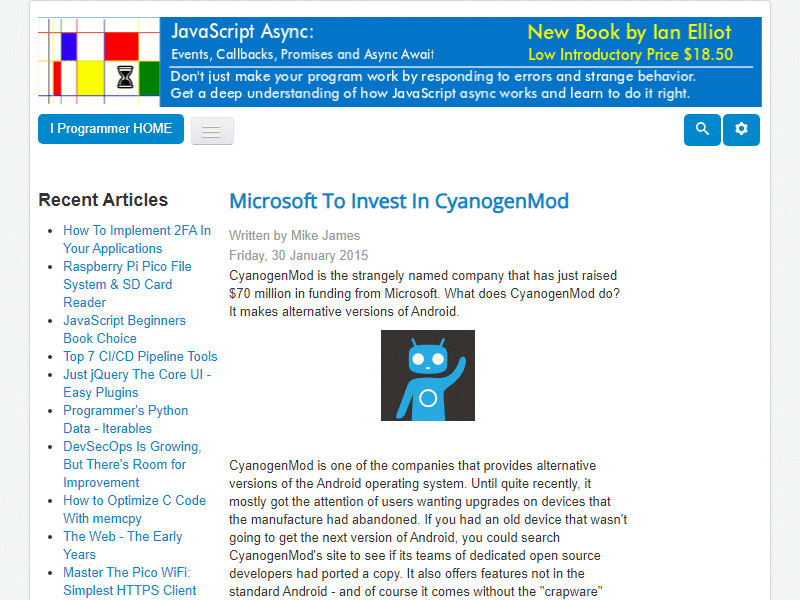 JavaScript Async:
Events, Callbacks, Promises and Async Await
New Book by Ian Elliot
Low Introductory Price $18.50
Don't just make your program work by responding to errors and strange behavior.
Get a deep understanding of how JavaScript async works and learn to do it right.
I Programmer HOME
Recent Articles
How To Implement 2FA In
Your Applications
Raspberry Pi Pico File
System & SD Card
Reader
JavaScript Beginners
Book Choice
Top 7 CI/CD Pipeline Tools
Just jQuery The Core UI -
Easy Plugins
Programmer's Python
Data - Iterables
DevSecOps Is Growing,
But There's Room for
Improvement
How to Optimize C Code
With memcpy
The Web - The Early
Years
Master The Pico WiFi:
Simplest HTTPS Client
Microsoft To Invest In CyanogenMod
Written by Mike James
Friday, 30 January 2015
CyanogenMod is the strangely named company that has just raised
$70 million in funding from Microsoft. What does CyanogenMod do?
It makes alternative versions of Android.
CyanogenMod is one of the companies that provides alternative
versions of the Android operating system. Until quite recently, it
mostly got the attention of users wanting upgrades on devices that
the manufacture had abandoned. If you had an old device that wasn't
going to get the next version of Android, you could search
CyanogenMod's site to see if its teams of dedicated open source
developers had ported a copy. It also offers features not in the
standard Android - and of course it comes without the "crapware"